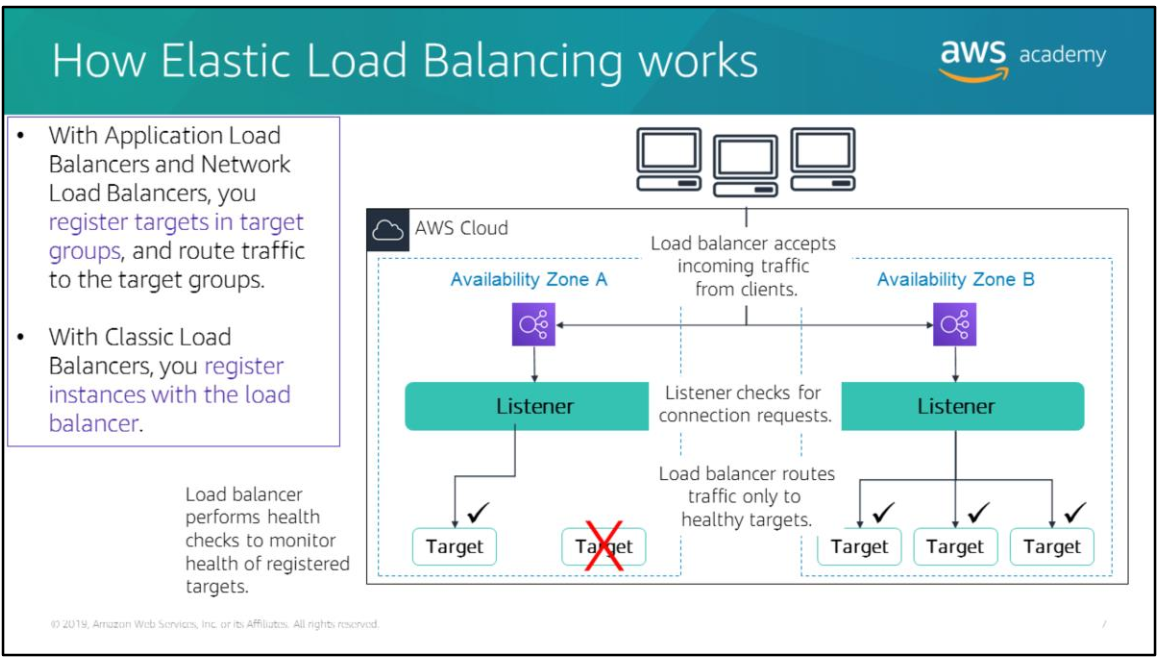 How Elastic Load Balancing works
aws academy
• With Application Load
Balancers and Network
Load Balancers, you
register targets in target
groups, and route traffic
to the target groups.
• With Classic Load
Balancers, you register
instances with the load
balancer.
Load balancer
performs health
checks to monitor
health of registered
targets.
AWS Cloud
Load balancer accepts
incoming traffic
from clients.
Availability Zone A
Availability Zone B
Listener
Listener checks for
connection requests.
Listener
Load balancer routes
traffic only to
healthy targets.
Target
Target
Target
Target
Target
© 2019, Amazon Web Services, Inc. or its Affiliates. All rights reserved.
7